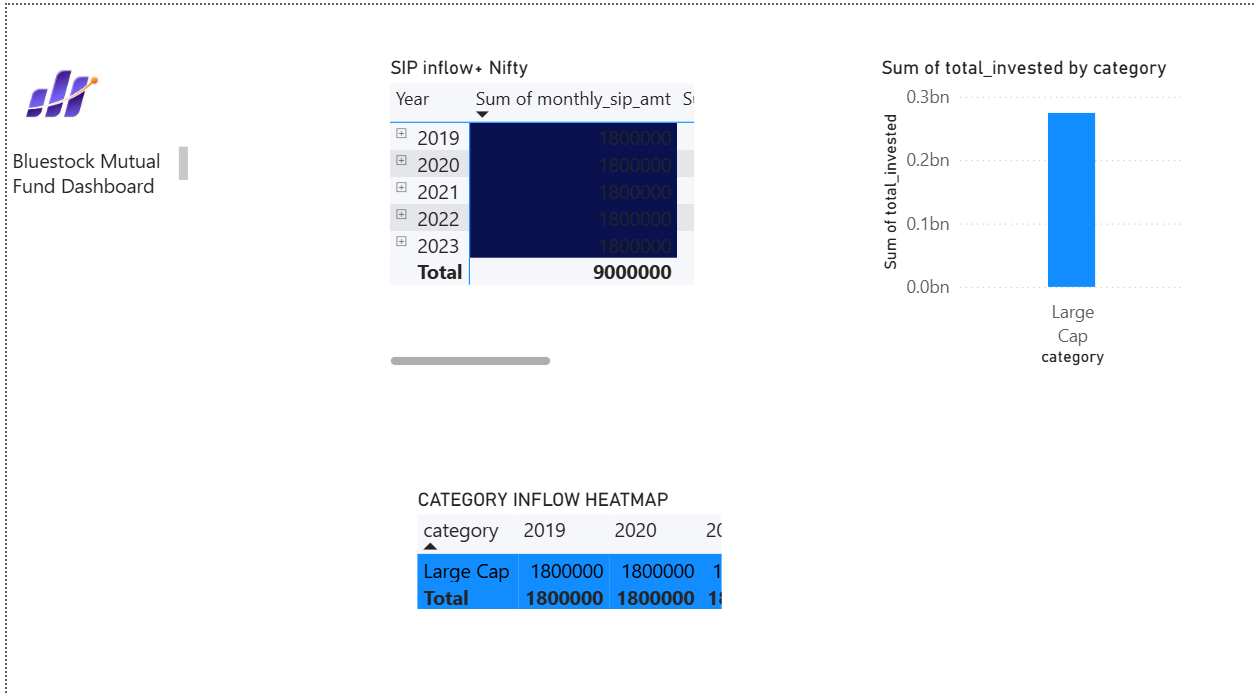 Bluestock Mutual
Fund Dashboard
SIP inflow+ Nifty
Year Sum of monthly_sip_amt
2019 1800000
2020 1800000
2021 1800000
2022 1800000
2023 1800000
Total 9000000
Sum of total_invested by category
Sum of total_invested
0.3bn
0.2bn
0.1bn
0.0bn
Large
Cap
category
CATEGORY INFLOW HEATMAP
category 2019 2020
Large Cap 1800000 1800000
Total 1800000 1800000